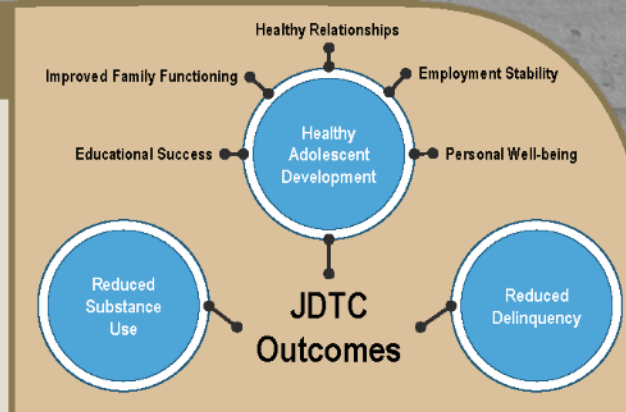 Healthy Relationships
Improved Family Functioning
Employment Stability
Educational Success
Healthy
Adolescent
Development
Personal Well-being
Reduced
Substance
Use
JDTC
Outcomes
Reduced
Delinquency